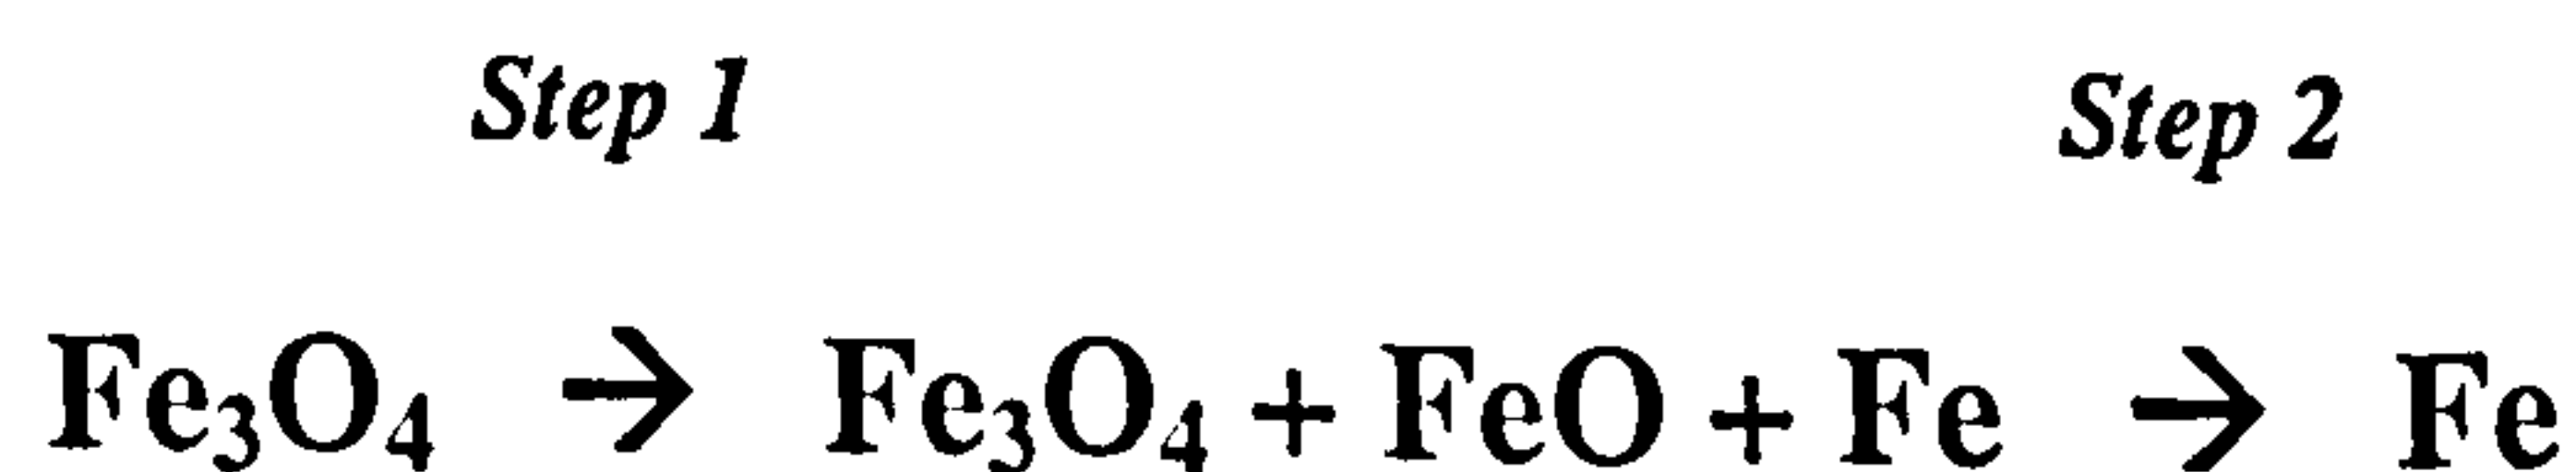 Step 1 Step 2
Fe₃O₄ → Fe₃O₄ + FeO + Fe → Fe